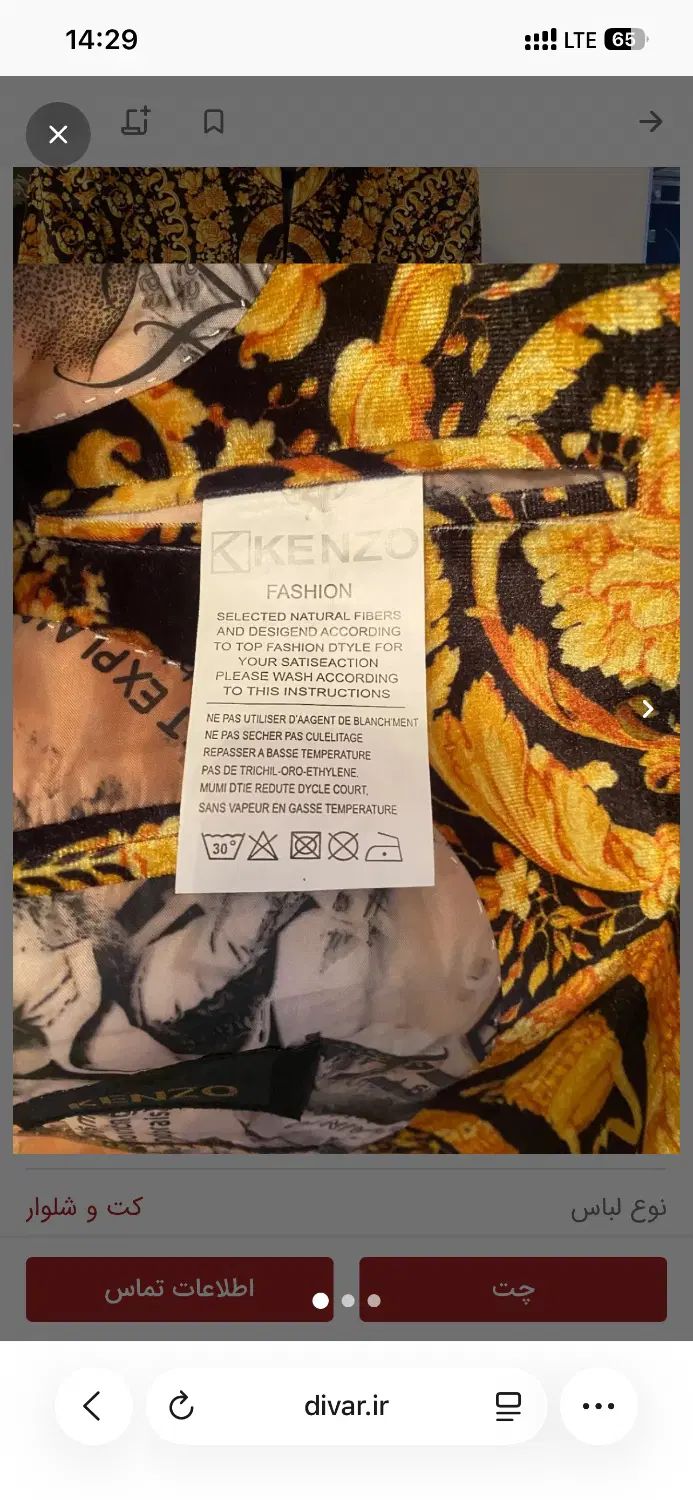 14:29
LTE 65
KENZO
FASHION
SELECTED NATURAL FIBERS
AND DESIGEND ACCORDING
TO TOP FASHION DTYLE FOR
YOUR SATISEACTION
PLEASE WASH ACCORDING
TO THIS INSTRUCTIONS
NE PAS UTILISER D'AAGENT DE BLANCH'MENT
NE PAS SECHER PAS CULELITAGE
REPASSER A BASSE TEMPERATURE
PAS DE TRICHIL-ORO-ETHYLENE.
MUMI DTIE REDUTE DYCLE COURT,
SANS VAPEUR EN GASSE TEMPERATURE
30°
EXPLAI
KENZO
نوع لباس
کت و شلوار
چت
اطلاعات تماس
divar.ir